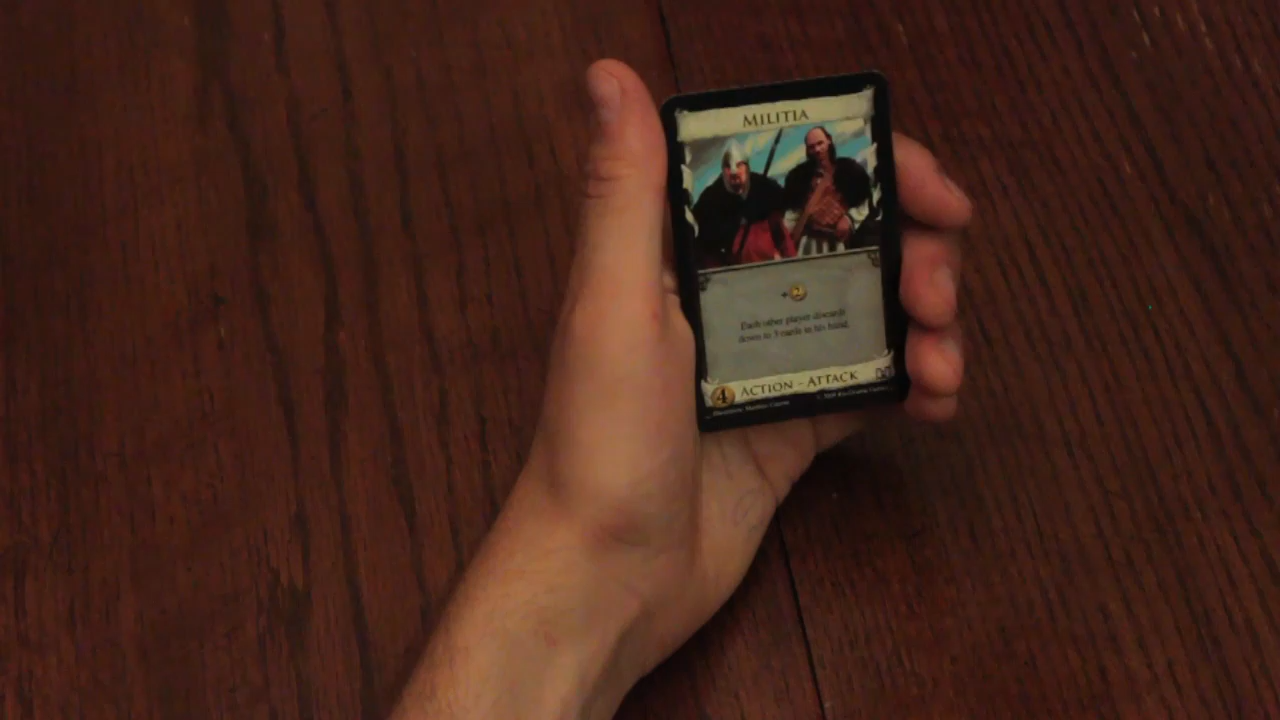 MILITIA
+2
Each other player discards
down to 3 cards in his hand.
4 ACTION - ATTACK